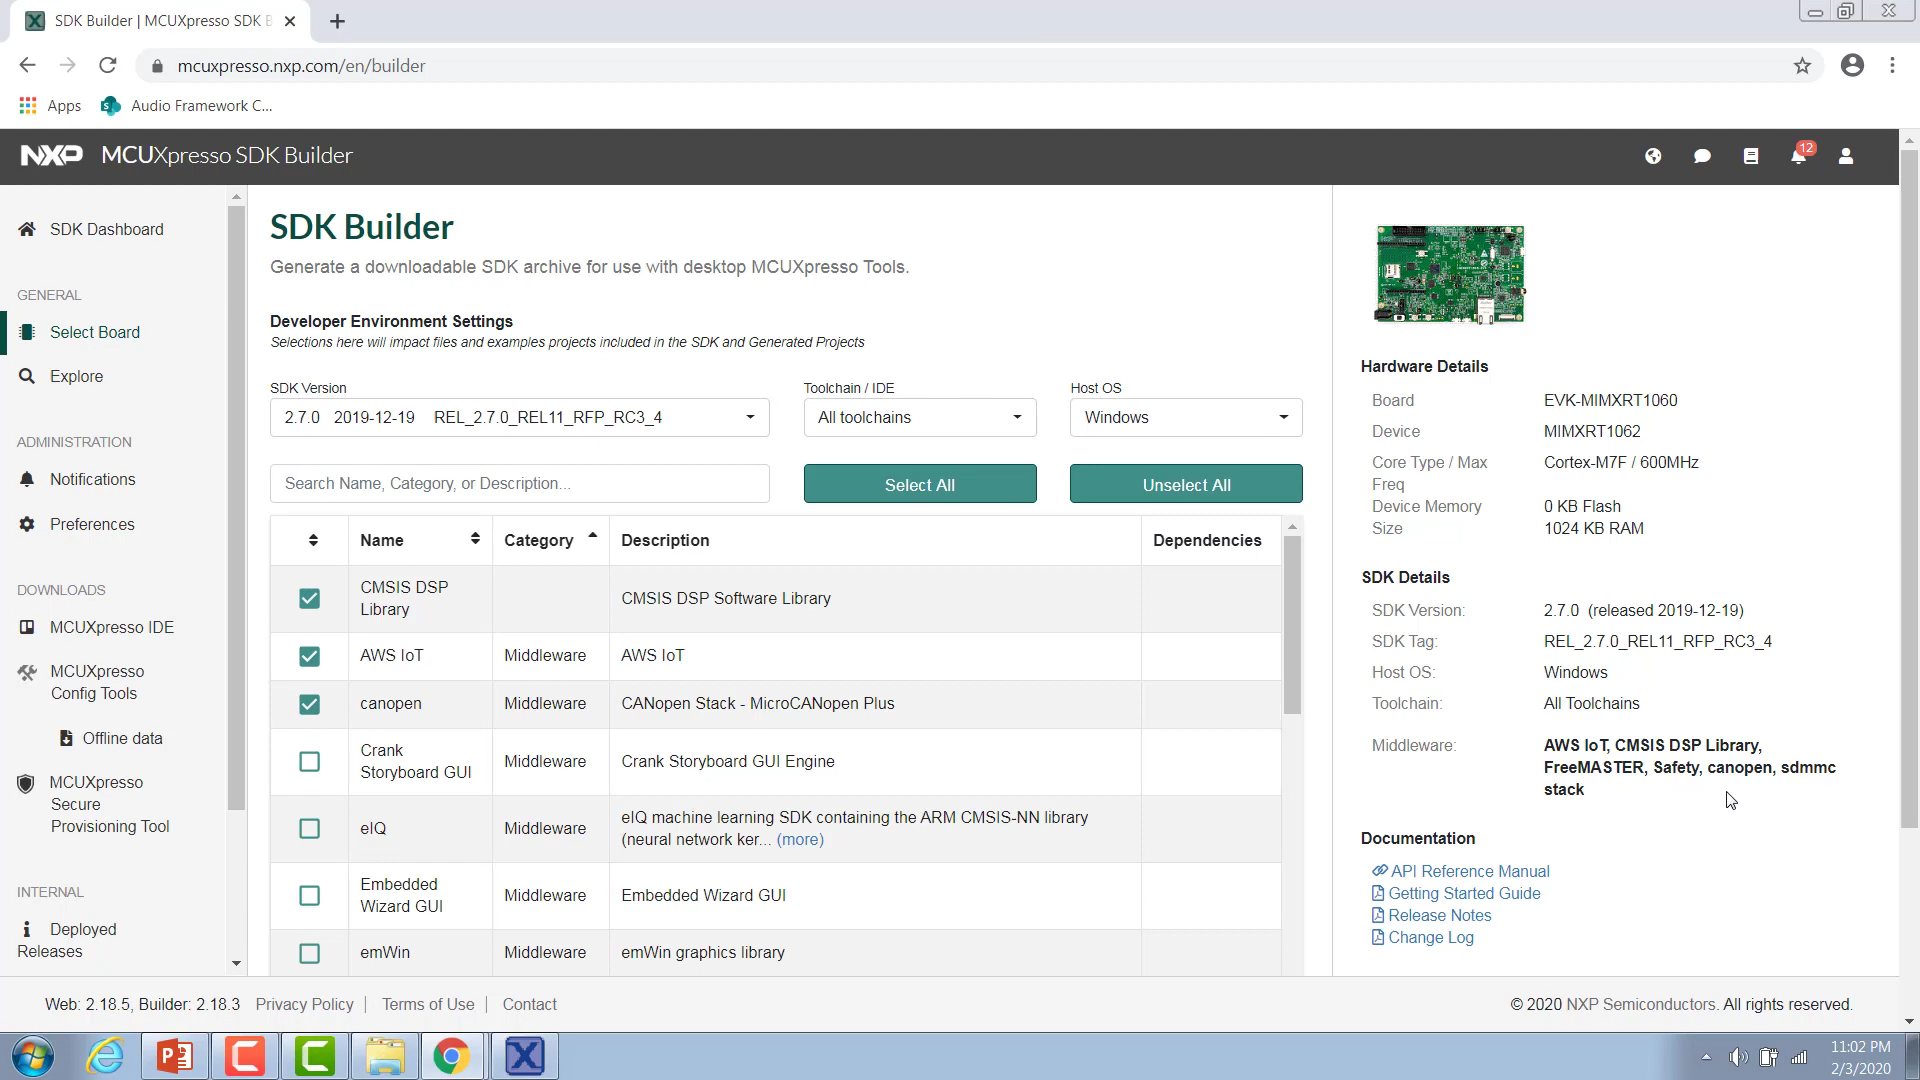 SDK Builder | MCUXpresso SDK B
mcuxpresso.nxp.com/en/builder
Apps
Audio Framework C...
NXP MCUXpresso SDK Builder
12
SDK Dashboard
GENERAL
Select Board
Explore
ADMINISTRATION
Notifications
Preferences
DOWNLOADS
MCUXpresso IDE
MCUXpresso
Config Tools
Offline data
MCUXpresso
Secure
Provisioning Tool
INTERNAL
Deployed
Releases
SDK Builder
Generate a downloadable SDK archive for use with desktop MCUXpresso Tools.
Developer Environment Settings
Selections here will impact files and examples projects included in the SDK and Generated Projects
SDK Version
Toolchain / IDE
Host OS
2.7.0 2019-12-19 REL_2.7.0_REL11_RFP_RC3_4
All toolchains
Windows
Search Name, Category, or Description...
Select All
Unselect All
Name Category Description Dependencies
CMSIS DSP
Library
CMSIS DSP Software Library
AWS IoT Middleware AWS IoT
canopen Middleware CANopen Stack - MicroCANopen Plus
Crank
Storyboard GUI
Middleware Crank Storyboard GUI Engine
eIQ Middleware
eIQ machine learning SDK containing the ARM CMSIS-NN library
(neural network ker... (more)
Embedded
Wizard GUI
Middleware Embedded Wizard GUI
emWin Middleware emWin graphics library
Hardware Details
Board EVK-MIMXRT1060
Device MIMXRT1062
Core Type / Max
Freq
Cortex-M7F / 600MHz
Device Memory
Size
0 KB Flash
1024 KB RAM
SDK Details
SDK Version: 2.7.0 (released 2019-12-19)
SDK Tag: REL_2.7.0_REL11_RFP_RC3_4
Host OS: Windows
Toolchain: All Toolchains
Middleware: AWS IoT, CMSIS DSP Library,
FreeMASTER, Safety, canopen, sdmmc
stack
Documentation
API Reference Manual
Getting Started Guide
Release Notes
Change Log
Web: 2.18.5, Builder: 2.18.3 Privacy Policy | Terms of Use | Contact
© 2020 NXP Semiconductors. All rights reserved.
11:02 PM
2/3/2020